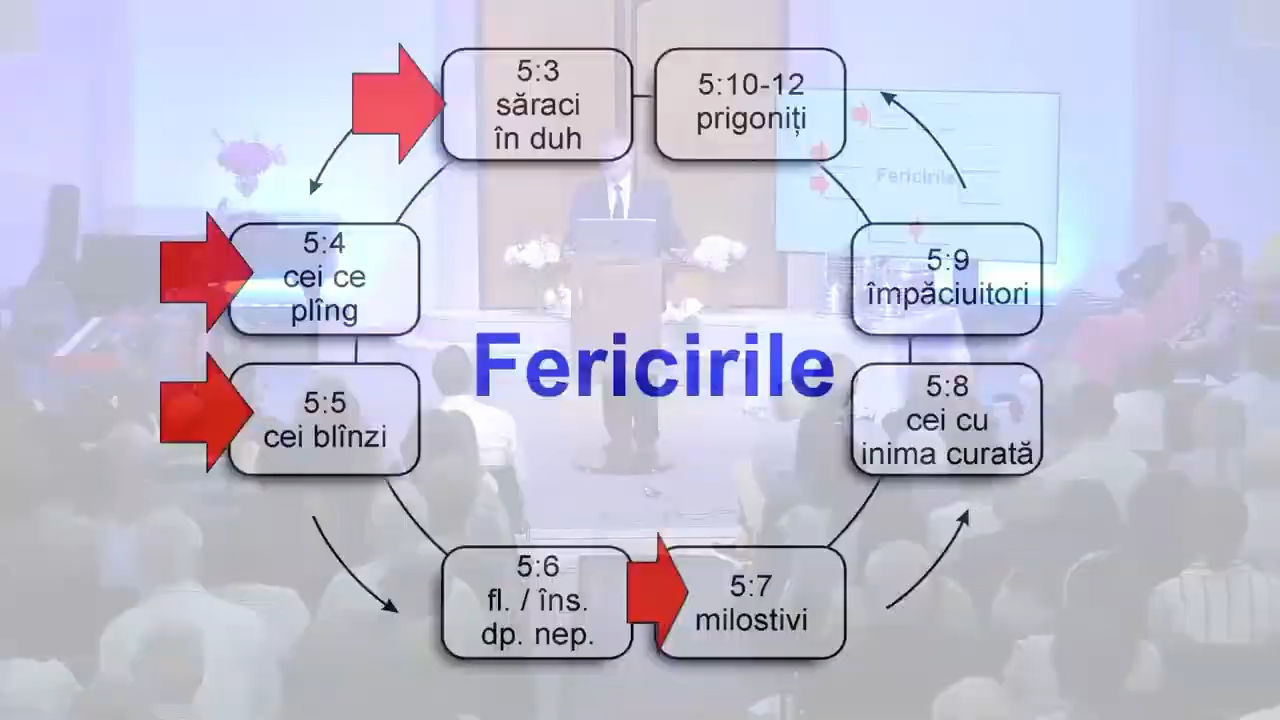 5:3
săraci
în duh
5:10-12
prigoniți
5:4
cei ce
plîng
5:9
împăciuitori
Fericirile
Fericirile
5:5
cei blînzi
5:8
cei cu
inima curată
5:6
fl. / îns.
dp. nep.
5:7
milostivi